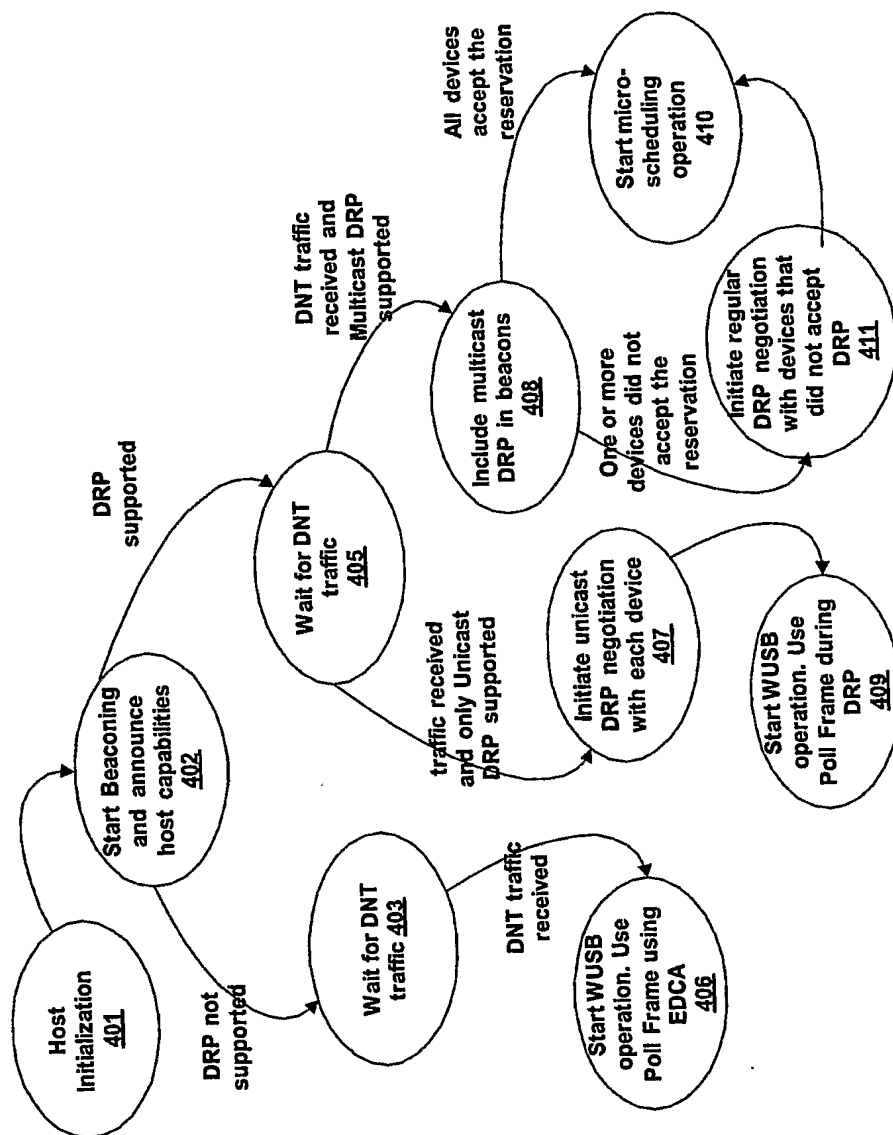 Host
Initialization
401
Start Beaconing
and announce
host capabilities
402
DRP not
supported
DRP
supported
Wait for DNT
traffic 403
Wait for DNT
traffic
405
DNT traffic
received
traffic received
and only Unicast
DRP supported
DNT traffic
received and
Multicast DRP
supported
Start WUSB
operation. Use
Poll Frame using
EDCA
406
Initiate unicast
DRP negotiation
with each device
407
Include multicast
DRP in beacons
408
Start WUSB
operation. Use
Poll Frame during
DRP
409
One or more
devices did not
accept the
reservation
All devices
accept the
reservation
Initiate regular
DRP negotiation
with devices that
did not accept
DRP
411
Start micro-
scheduling
operation
410